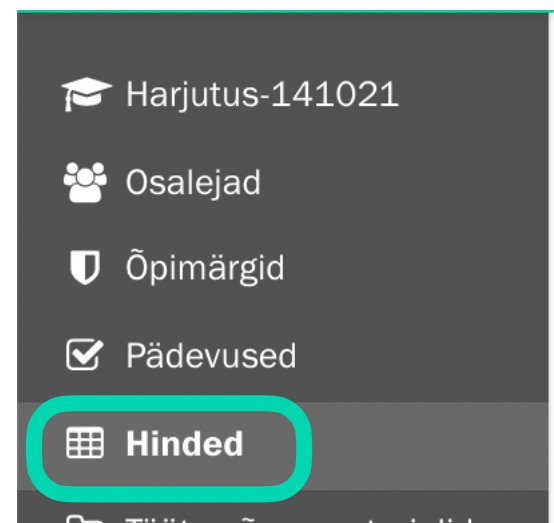 Harjutus-141021
Osalejad
Õpimärgid
Pädevused
Hinded